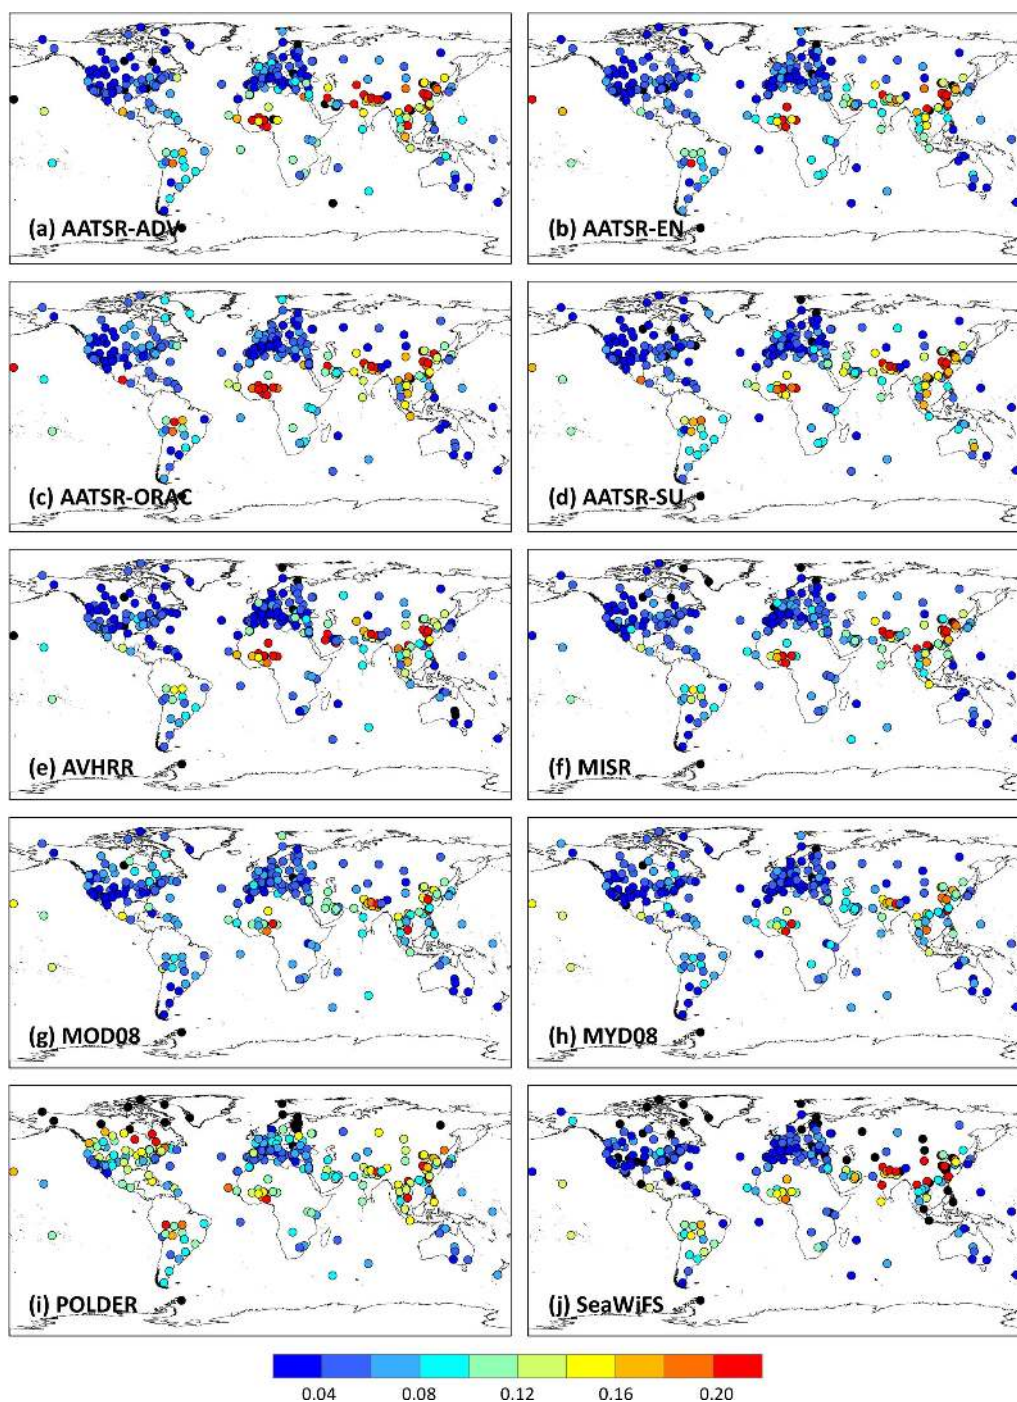 (a) AATSR-ADV
(b) AATSR-EN
(c) AATSR-ORAC
(d) AATSR-SU
(e) AVHRR
(f) MISR
(g) MOD08
(h) MYD08
(i) POLDER
(j) SeaWiFS
0.04 0.08 0.12 0.16 0.20